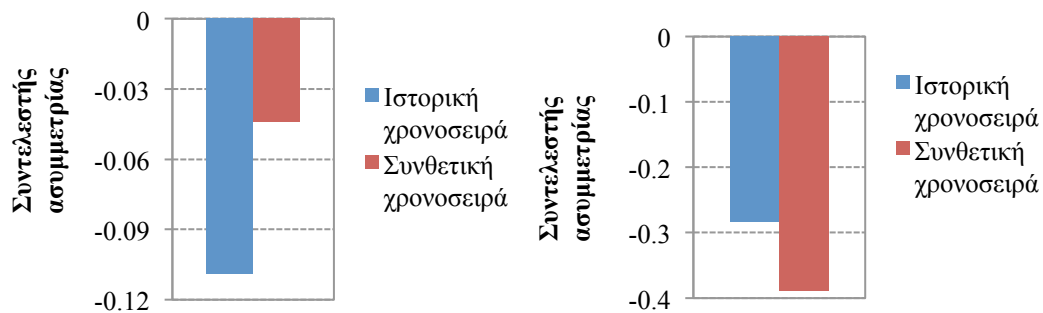 Συντελεστής
ασυμμετρίας
0
-0.03
-0.06
-0.09
-0.12
Ιστορική
χρονοσειρά
Συνθετική
χρονοσειρά
Συντελεστής
ασυμμετρίας
0
-0.1
-0.2
-0.3
-0.4
Ιστορική
χρονοσειρά
Συνθετική
χρονοσειρά